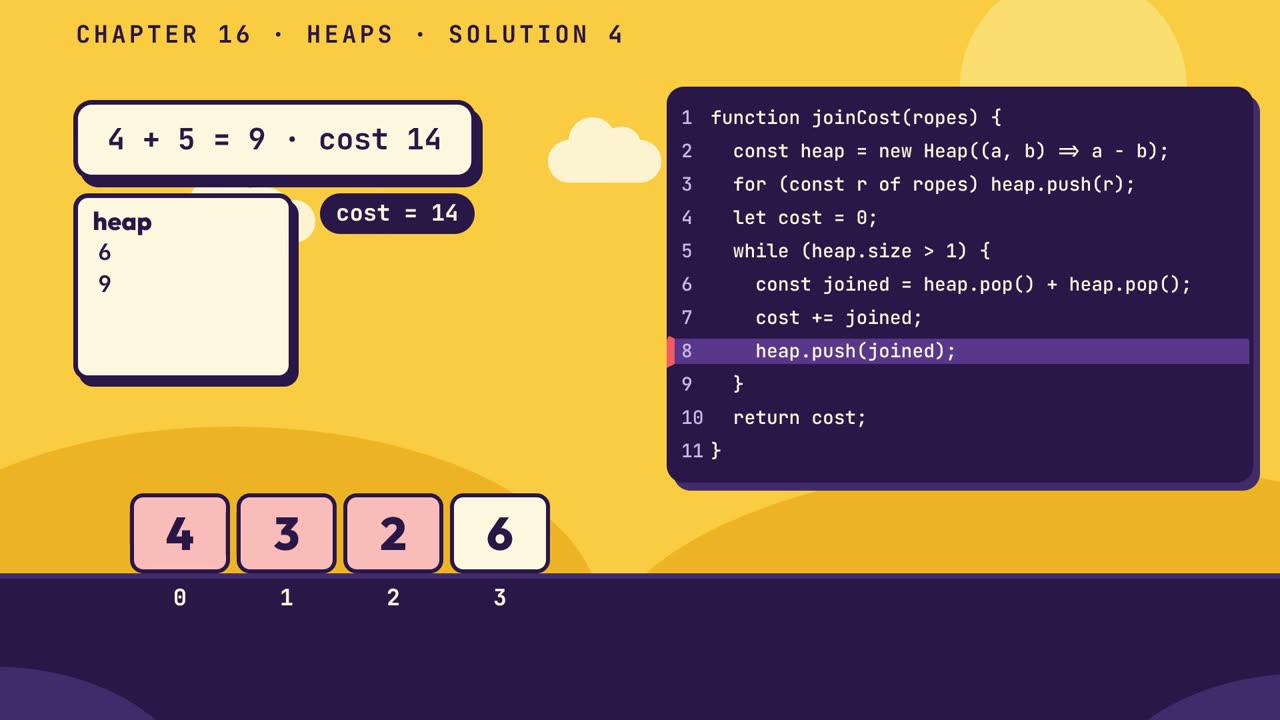 CHAPTER 16 · HEAPS · SOLUTION 4
4 + 5 = 9 · cost 14
heap
6
9
cost = 14
1 function joinCost(ropes) {
2 const heap = new Heap((a, b) => a - b);
3 for (const r of ropes) heap.push(r);
4 let cost = 0;
5 while (heap.size > 1) {
6 const joined = heap.pop() + heap.pop();
7 cost += joined;
8 heap.push(joined);
9 }
10 return cost;
11 }
4 3 2 6
0 1 2 3